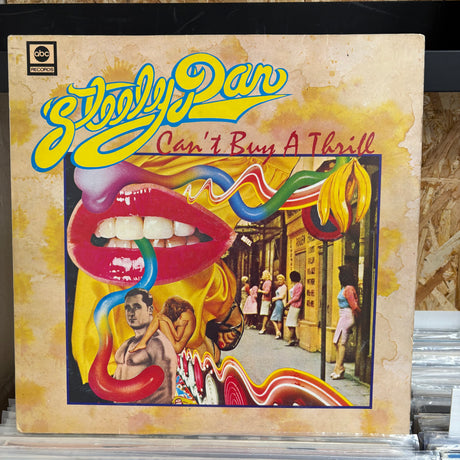 abc
RECORDS
Steely Dan
Can't Buy A Thrill